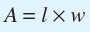 A = l × w